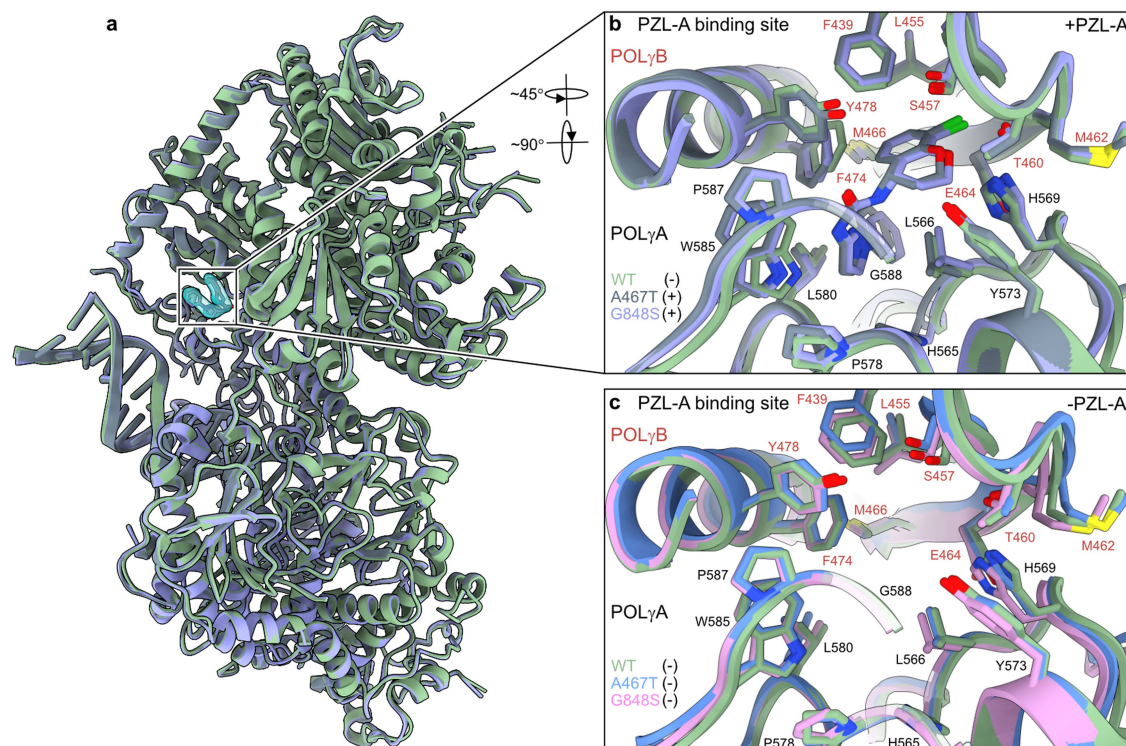 a
~45°
~90°
b PZL-A binding site +PZL-A
F439 L455
POLγB
Y478 S457
M466 M462
T460
F474 E464
P587 H569
L566
POLγA
W585
G588
WT (-)
A467T (+)
G848S (+)
L580 Y573
P578 H565
c PZL-A binding site -PZL-A
F439 L455
POLγB
Y478
S457
M466
T460 M462
E464
F474 H569
P587 G588
POLγA
W585
L580 L566
Y573
WT (-)
A467T (-)
G848S (-)
P578 H565